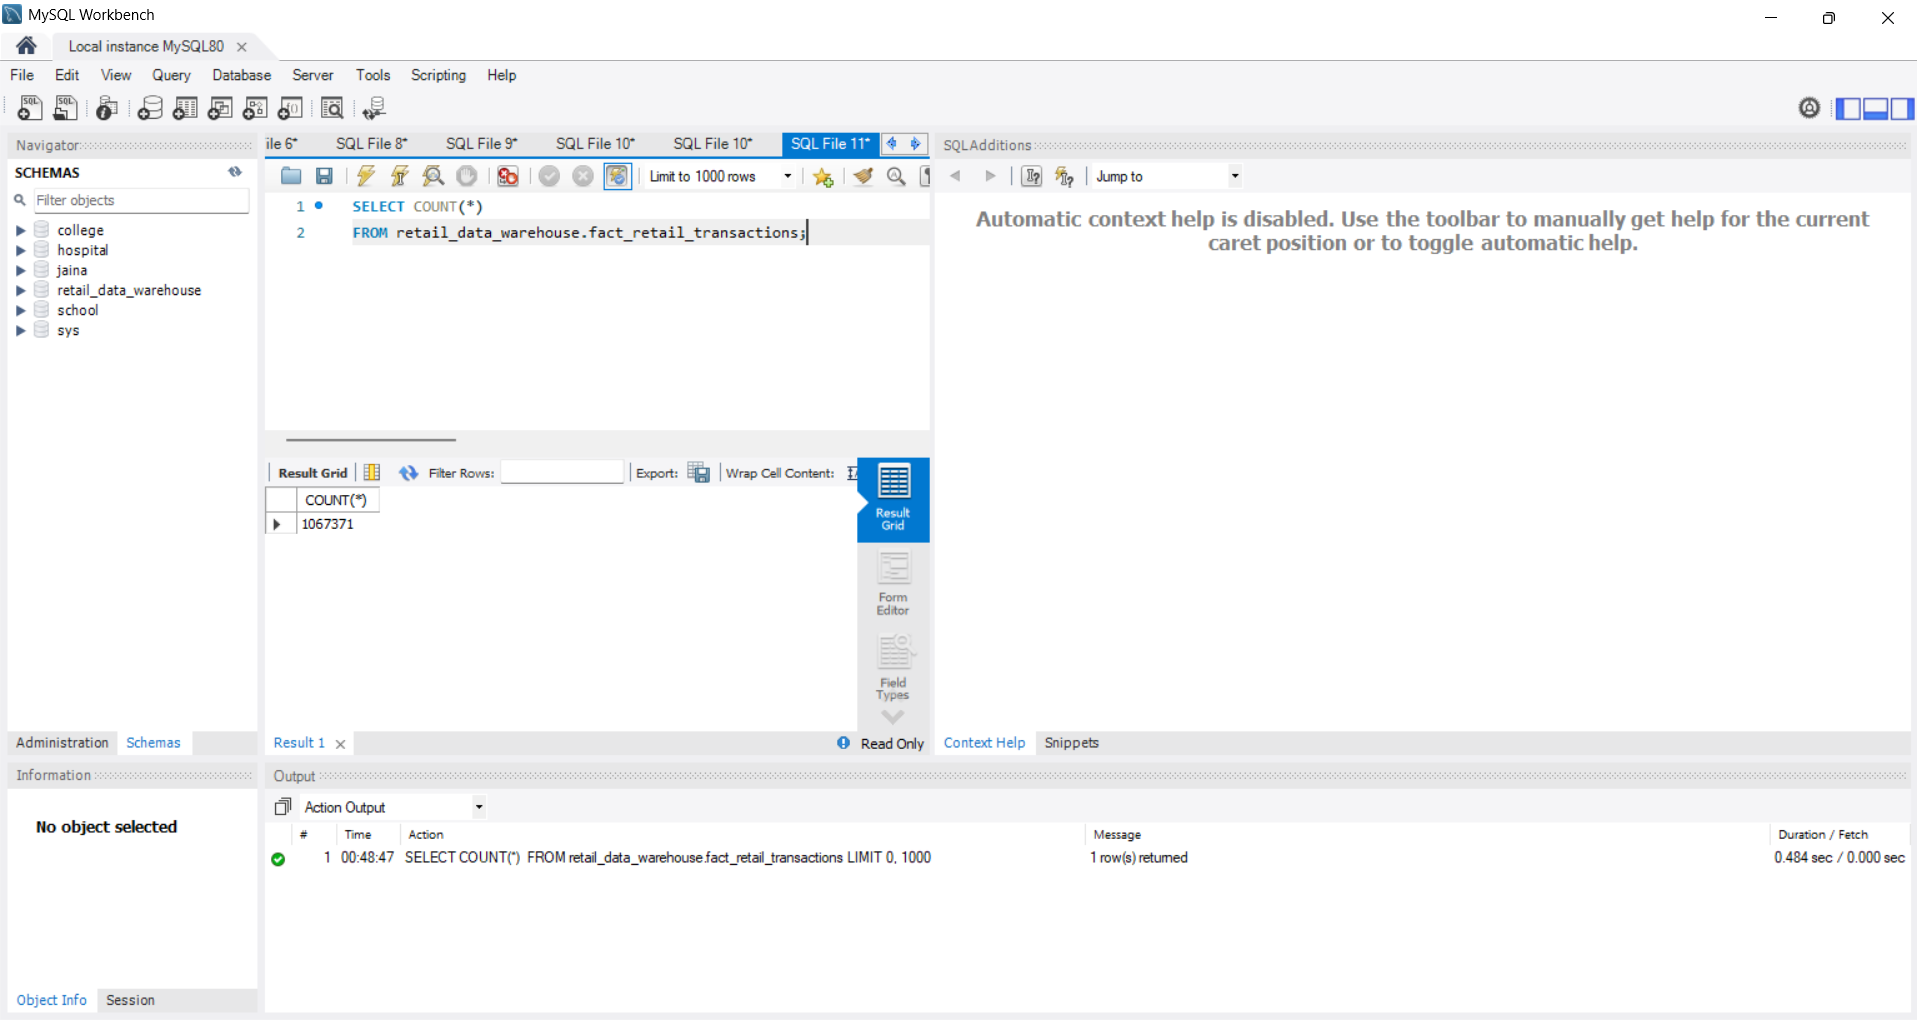 MySQL Workbench
Local instance MySQL80
File Edit View Query Database Server Tools Scripting Help
Navigator
SCHEMAS
Filter objects
college
hospital
jaina
retail_data_warehouse
school
sys
Administration Schemas
Information
No object selected
Object Info Session
ile 6* SQL File 8* SQL File 9* SQL File 10* SQL File 10* SQL File 11*
Limit to 1000 rows
1 SELECT COUNT(*)
2 FROM retail_data_warehouse.fact_retail_transactions;
Result Grid Filter Rows: Export: Wrap Cell Content:
COUNT(*)
1067371
Result Grid
Form Editor
Field Types
Result 1 Read Only
SQLAdditions
Jump to
Automatic context help is disabled. Use the toolbar to manually get help for the current
caret position or to toggle automatic help.
Context Help Snippets
Output
Action Output
# Time Action Message Duration / Fetch
1 00:48:47 SELECT COUNT(*) FROM retail_data_warehouse.fact_retail_transactions LIMIT 0, 1000 1 row(s) returned 0.484 sec / 0.000 sec